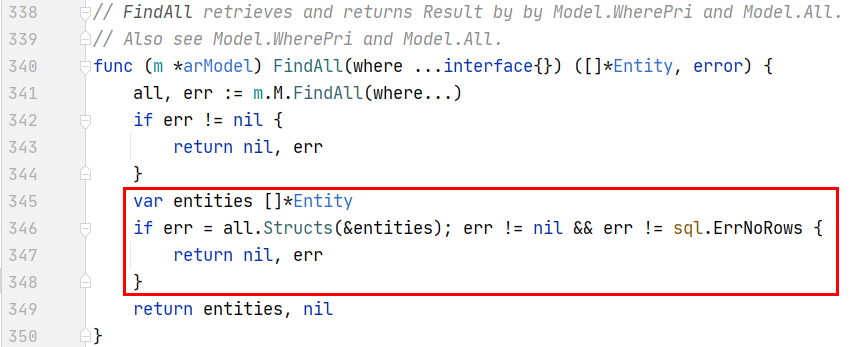 338 // FindAll retrieves and returns Result by by Model.WherePri and Model.All.
339 // Also see Model.WherePri and Model.All.
340 func (m *arModel) FindAll(where ...interface{}) ([]*Entity, error) {
341     all, err := m.M.FindAll(where...)
342     if err != nil {
343         return nil, err
344     }
345     var entities []*Entity
346     if err = all.Structs(&entities); err != nil && err != sql.ErrNoRows {
347         return nil, err
348     }
349     return entities, nil
350 }